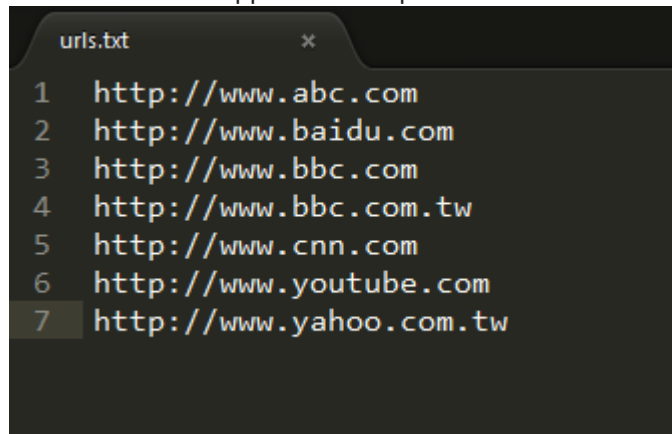 urls.txt ×
1 http://www.abc.com
2 http://www.baidu.com
3 http://www.bbc.com
4 http://www.bbc.com.tw
5 http://www.cnn.com
6 http://www.youtube.com
7 http://www.yahoo.com.tw